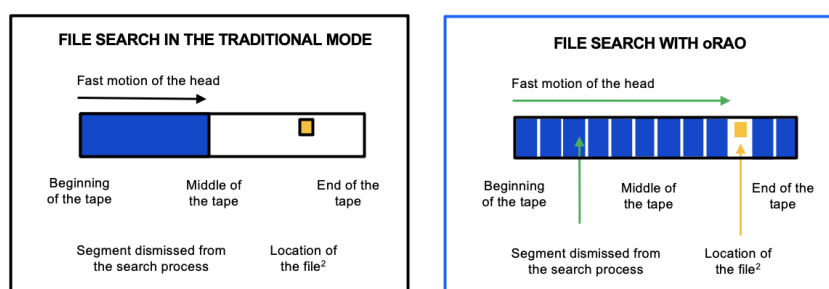 FILE SEARCH IN THE TRADITIONAL MODE
Fast motion of the head
Beginning
of the tape
Middle of
the tape
End of the
tape
Segment dismissed from
the search process
Location of
the file²
FILE SEARCH WITH oRAO
Fast motion of the head
Beginning
of the tape
Middle of
the tape
End of the
tape
Segment dismissed from
the search process
Location of
the file²